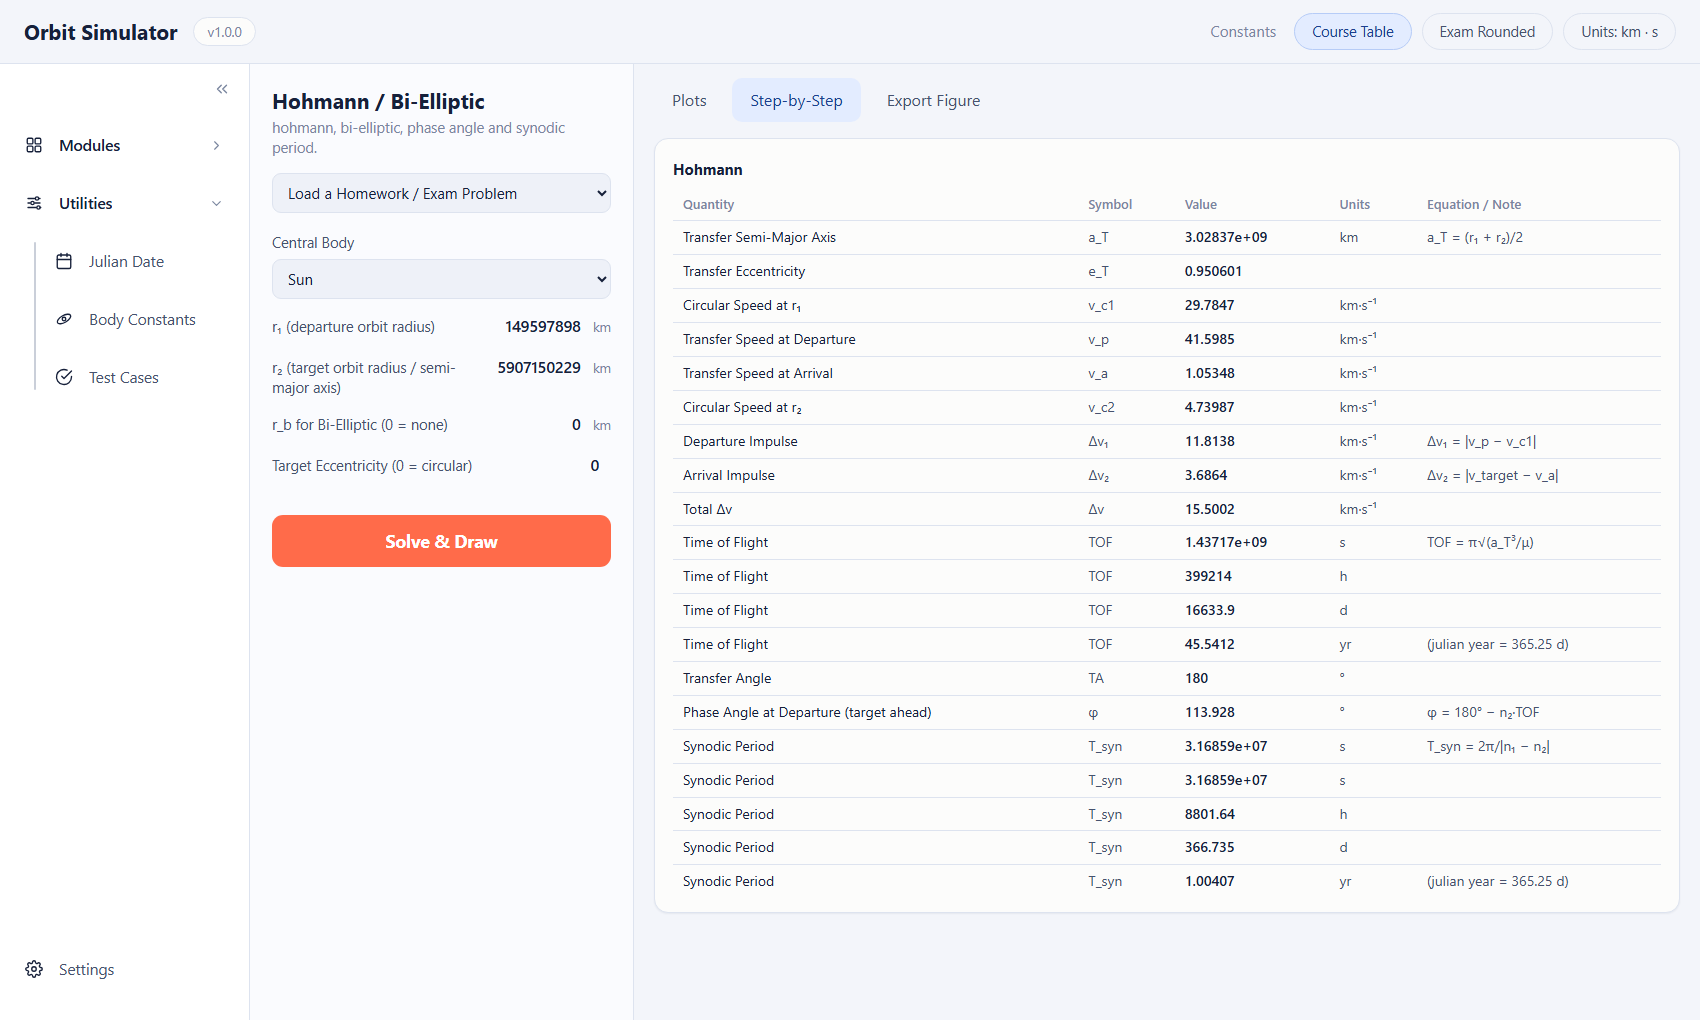 Orbit Simulator v1.0.0
Constants Course Table Exam Rounded Units: km · s
«
Modules
Utilities
Julian Date
Body Constants
Test Cases
Settings
Hohmann / Bi-Elliptic
hohmann, bi-elliptic, phase angle and synodic
period.
Load a Homework / Exam Problem
Central Body
Sun
r₁ (departure orbit radius) 149597898 km
r₂ (target orbit radius / semi-
major axis) 5907150229 km
r_b for Bi-Elliptic (0 = none) 0 km
Target Eccentricity (0 = circular) 0
Solve & Draw
Plots Step-by-Step Export Figure
Hohmann
Quantity Symbol Value Units Equation / Note
Transfer Semi-Major Axis a_T 3.02837e+09 km a_T = (r₁ + r₂)/2
Transfer Eccentricity e_T 0.950601
Circular Speed at r₁ v_c1 29.7847 km·s⁻¹
Transfer Speed at Departure v_p 41.5985 km·s⁻¹
Transfer Speed at Arrival v_a 1.05348 km·s⁻¹
Circular Speed at r₂ v_c2 4.73987 km·s⁻¹
Departure Impulse Δv₁ 11.8138 km·s⁻¹ Δv₁ = |v_p − v_c1|
Arrival Impulse Δv₂ 3.6864 km·s⁻¹ Δv₂ = |v_target − v_a|
Total Δv Δv 15.5002 km·s⁻¹
Time of Flight TOF 1.43717e+09 s TOF = π√(a_T³/μ)
Time of Flight TOF 399214 h
Time of Flight TOF 16633.9 d
Time of Flight TOF 45.5412 yr (julian year = 365.25 d)
Transfer Angle TA 180 °
Phase Angle at Departure (target ahead) φ 113.928 ° φ = 180° − n₂·TOF
Synodic Period T_syn 3.16859e+07 s T_syn = 2π/|n₁ − n₂|
Synodic Period T_syn 3.16859e+07 s
Synodic Period T_syn 8801.64 h
Synodic Period T_syn 366.735 d
Synodic Period T_syn 1.00407 yr (julian year = 365.25 d)